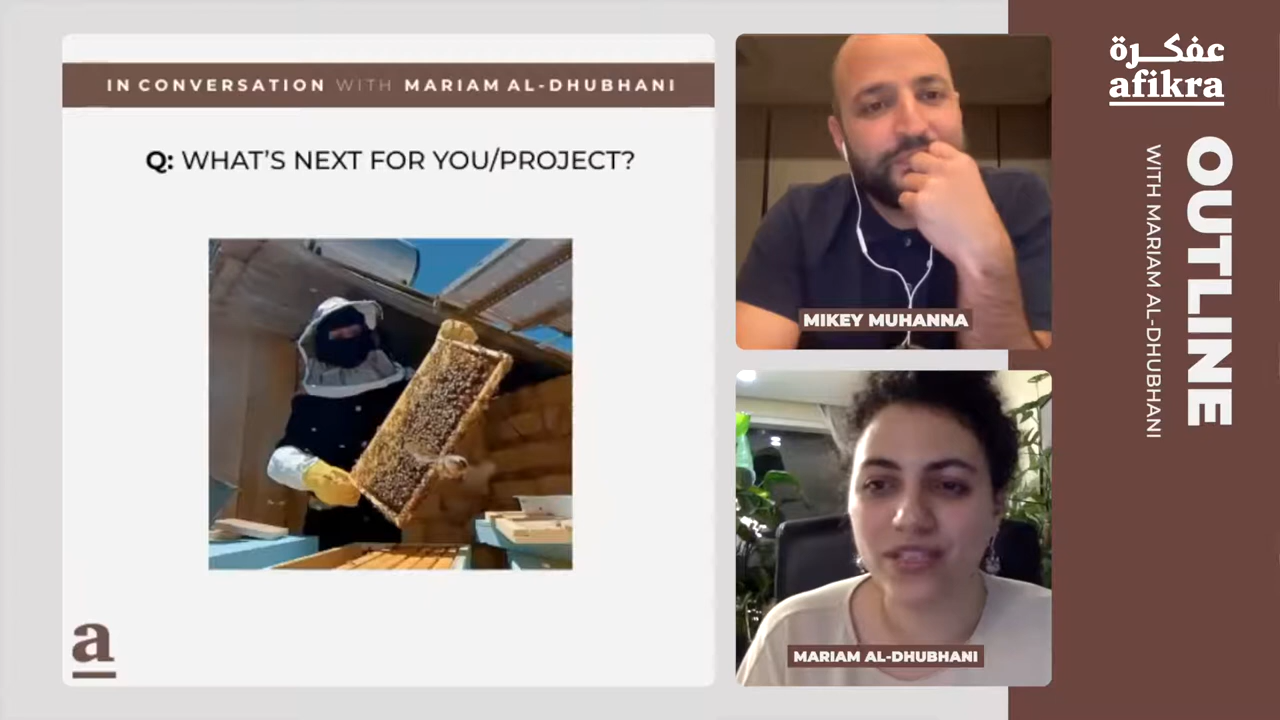 IN CONVERSATION WITH MARIAM AL-DHUBHANI
Q: WHAT'S NEXT FOR YOU/PROJECT?
a
MIKEY MUHANNA
MARIAM AL-DHUBHANI
عفكرة
afikra
OUTLINE
WITH MARIAM AL-DHUBHANI